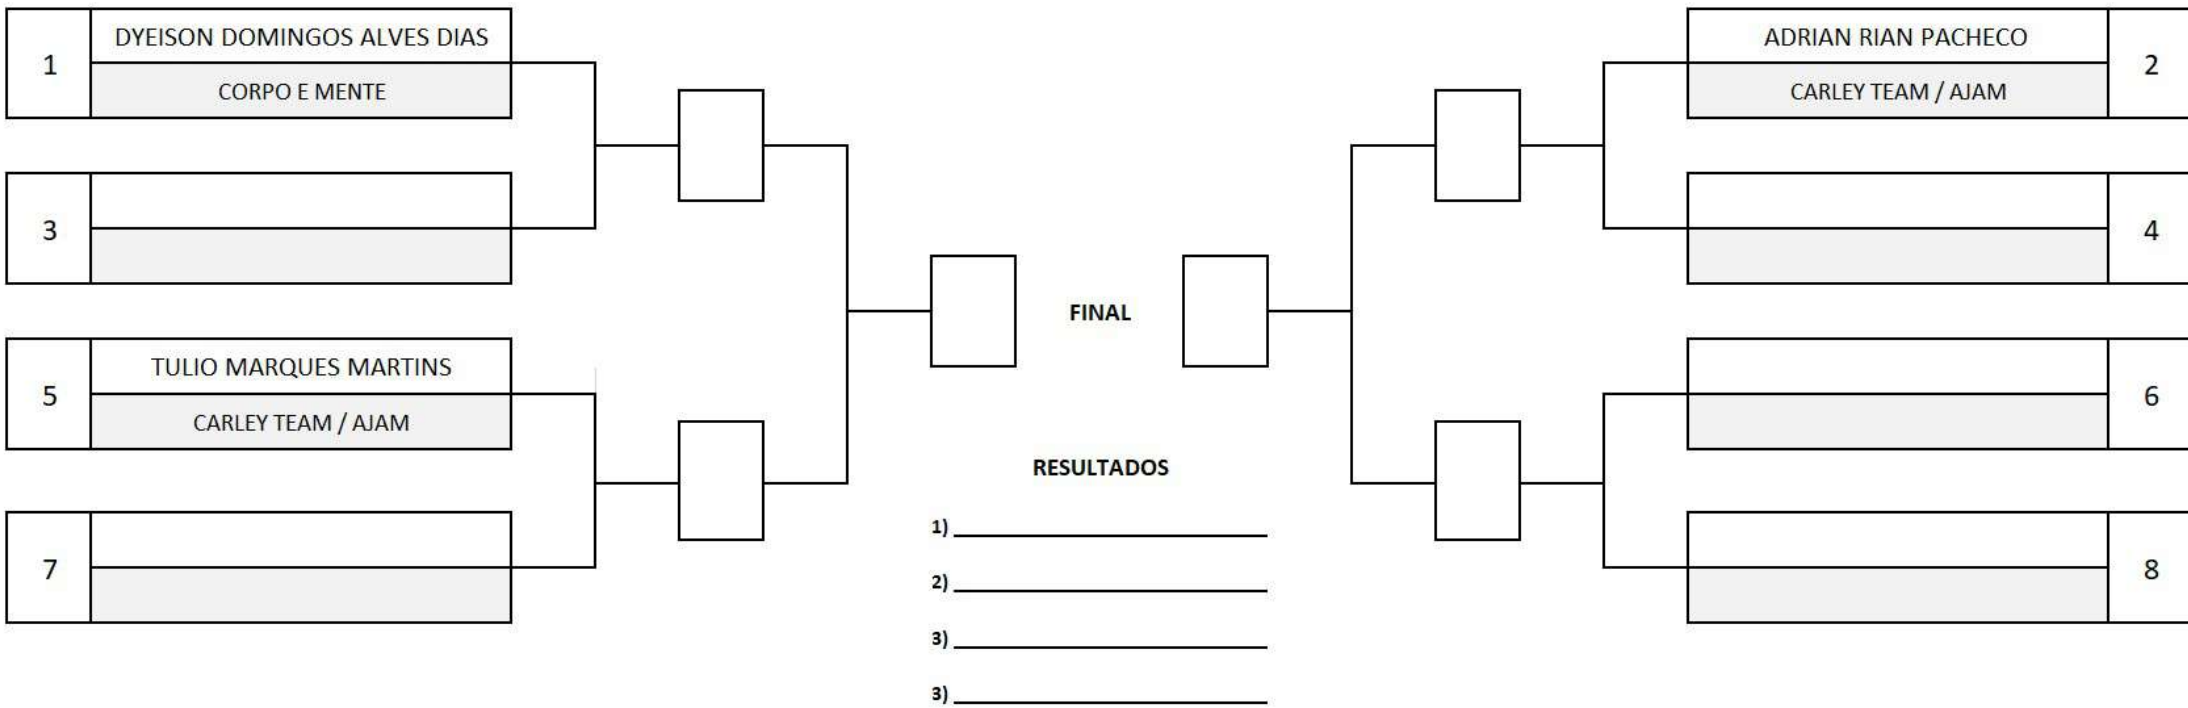 1
DYEISON DOMINGOS ALVES DIAS
CORPO E MENTE
3
5
TULIO MARQUES MARTINS
CARLEY TEAM / AJAM
7
FINAL
RESULTADOS
1)
2)
3)
3)
ADRIAN RIAN PACHECO
2
CARLEY TEAM / AJAM
4
6
8